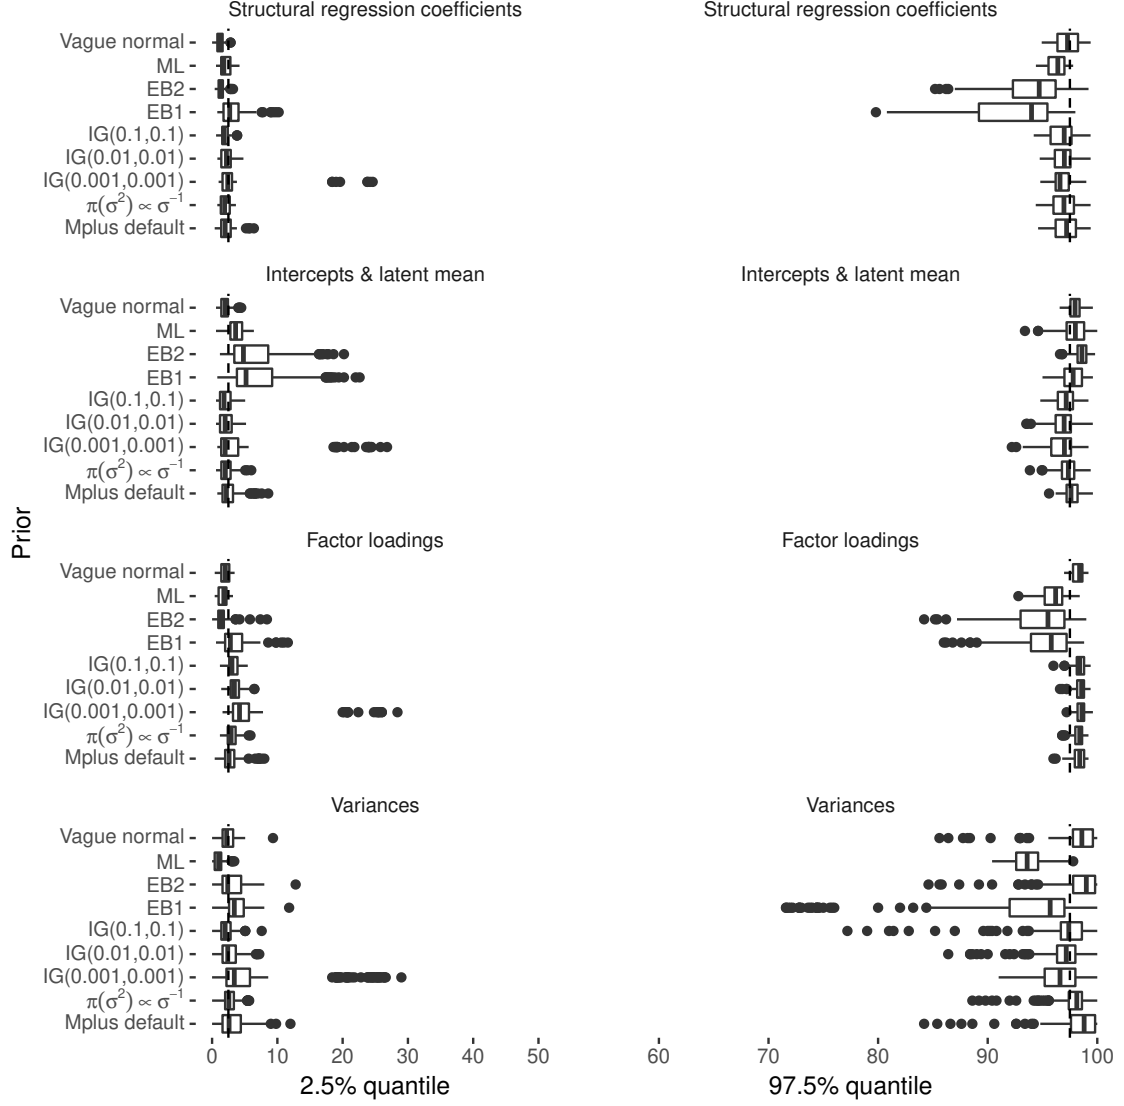 Structural regression coefficients Structural regression coefficients
Vague normal
ML
EB2
EB1
IG(0.1,0.1)
IG(0.01,0.01)
IG(0.001,0.001)
π(σ²) ∝ σ⁻¹
Mplus default
Intercepts & latent mean Intercepts & latent mean
Vague normal
ML
EB2
EB1
IG(0.1,0.1)
IG(0.01,0.01)
IG(0.001,0.001)
π(σ²) ∝ σ⁻¹
Mplus default
Prior
Factor loadings Factor loadings
Vague normal
ML
EB2
EB1
IG(0.1,0.1)
IG(0.01,0.01)
IG(0.001,0.001)
π(σ²) ∝ σ⁻¹
Mplus default
Variances Variances
Vague normal
ML
EB2
EB1
IG(0.1,0.1)
IG(0.01,0.01)
IG(0.001,0.001)
π(σ²) ∝ σ⁻¹
Mplus default
0 10 20 30 40 50 60 70 80 90 100
2.5% quantile 97.5% quantile